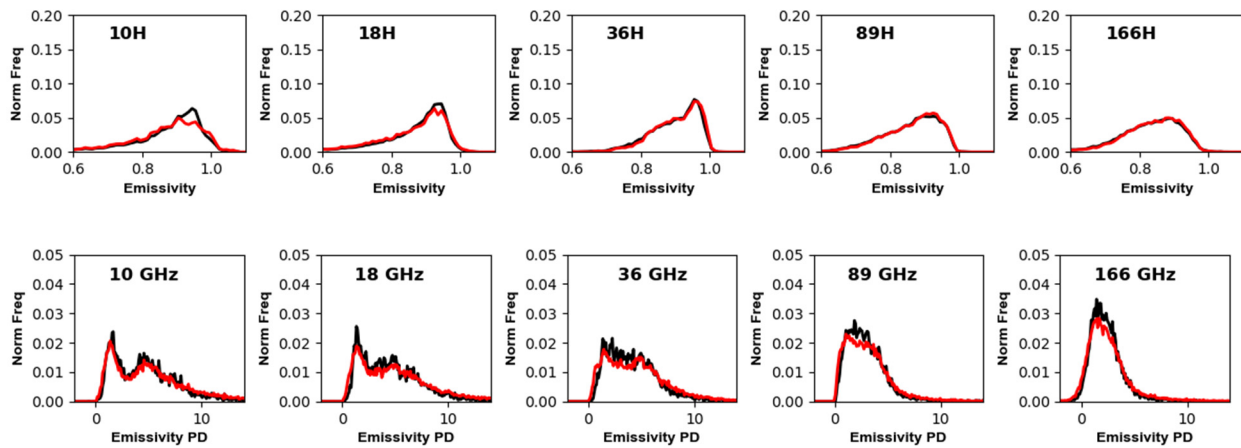 0.20 0.20 0.20 0.20 0.20
10H 18H 36H 89H 166H
0.15 0.15 0.15 0.15 0.15
Norm Freq Norm Freq Norm Freq Norm Freq Norm Freq
0.10 0.10 0.10 0.10 0.10
0.05 0.05 0.05 0.05 0.05
0.00 0.00 0.00 0.00 0.00
0.6 0.8 1.0 0.6 0.8 1.0 0.6 0.8 1.0 0.6 0.8 1.0 0.6 0.8 1.0
Emissivity Emissivity Emissivity Emissivity Emissivity
0.05 0.05 0.05 0.05 0.05
10 GHz 18 GHz 36 GHz 89 GHz 166 GHz
0.04 0.04 0.04 0.04 0.04
Norm Freq Norm Freq Norm Freq Norm Freq Norm Freq
0.03 0.03 0.03 0.03 0.03
0.02 0.02 0.02 0.02 0.02
0.01 0.01 0.01 0.01 0.01
0.00 0.00 0.00 0.00 0.00
0 10 0 10 0 10 0 10 0 10
Emissivity PD Emissivity PD Emissivity PD Emissivity PD Emissivity PD